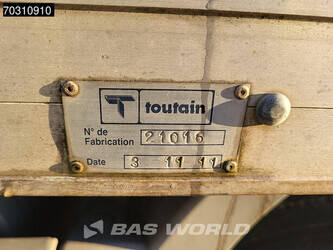 70310910
toutain
N° de
Fabrication 21016
Date 3 11 11
BAS WORLD